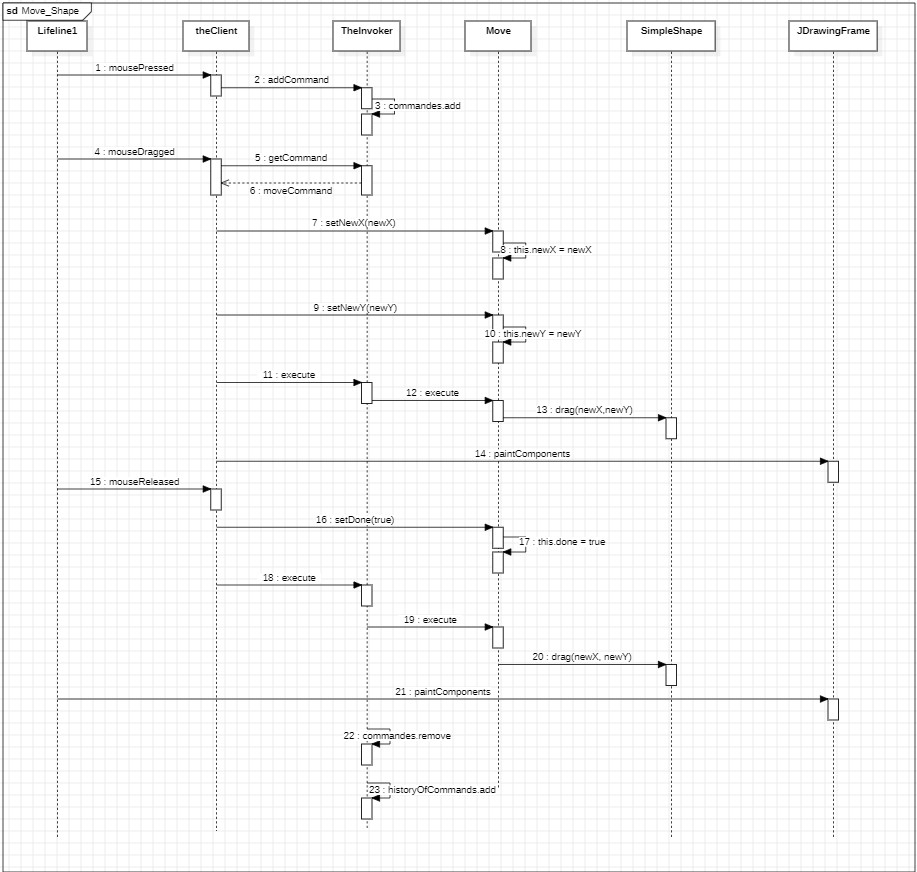 sd Move_Shape
Lifeline1
theClient
TheInvoker
Move
SimpleShape
JDrawingFrame
1 : mousePressed
2 : addCommand
3 : commandes.add
4 : mouseDragged
5 : getCommand
6 : moveCommand
7 : setNewX(newX)
8 : this.newX = newX
9 : setNewY(newY)
10 : this.newY = newY
11 : execute
12 : execute
13 : drag(newX,newY)
14 : paintComponents
15 : mouseReleased
16 : setDone(true)
17 : this.done = true
18 : execute
19 : execute
20 : drag(newX, newY)
21 : paintComponents
22 : commandes.remove
23 : historyOfCommands.add